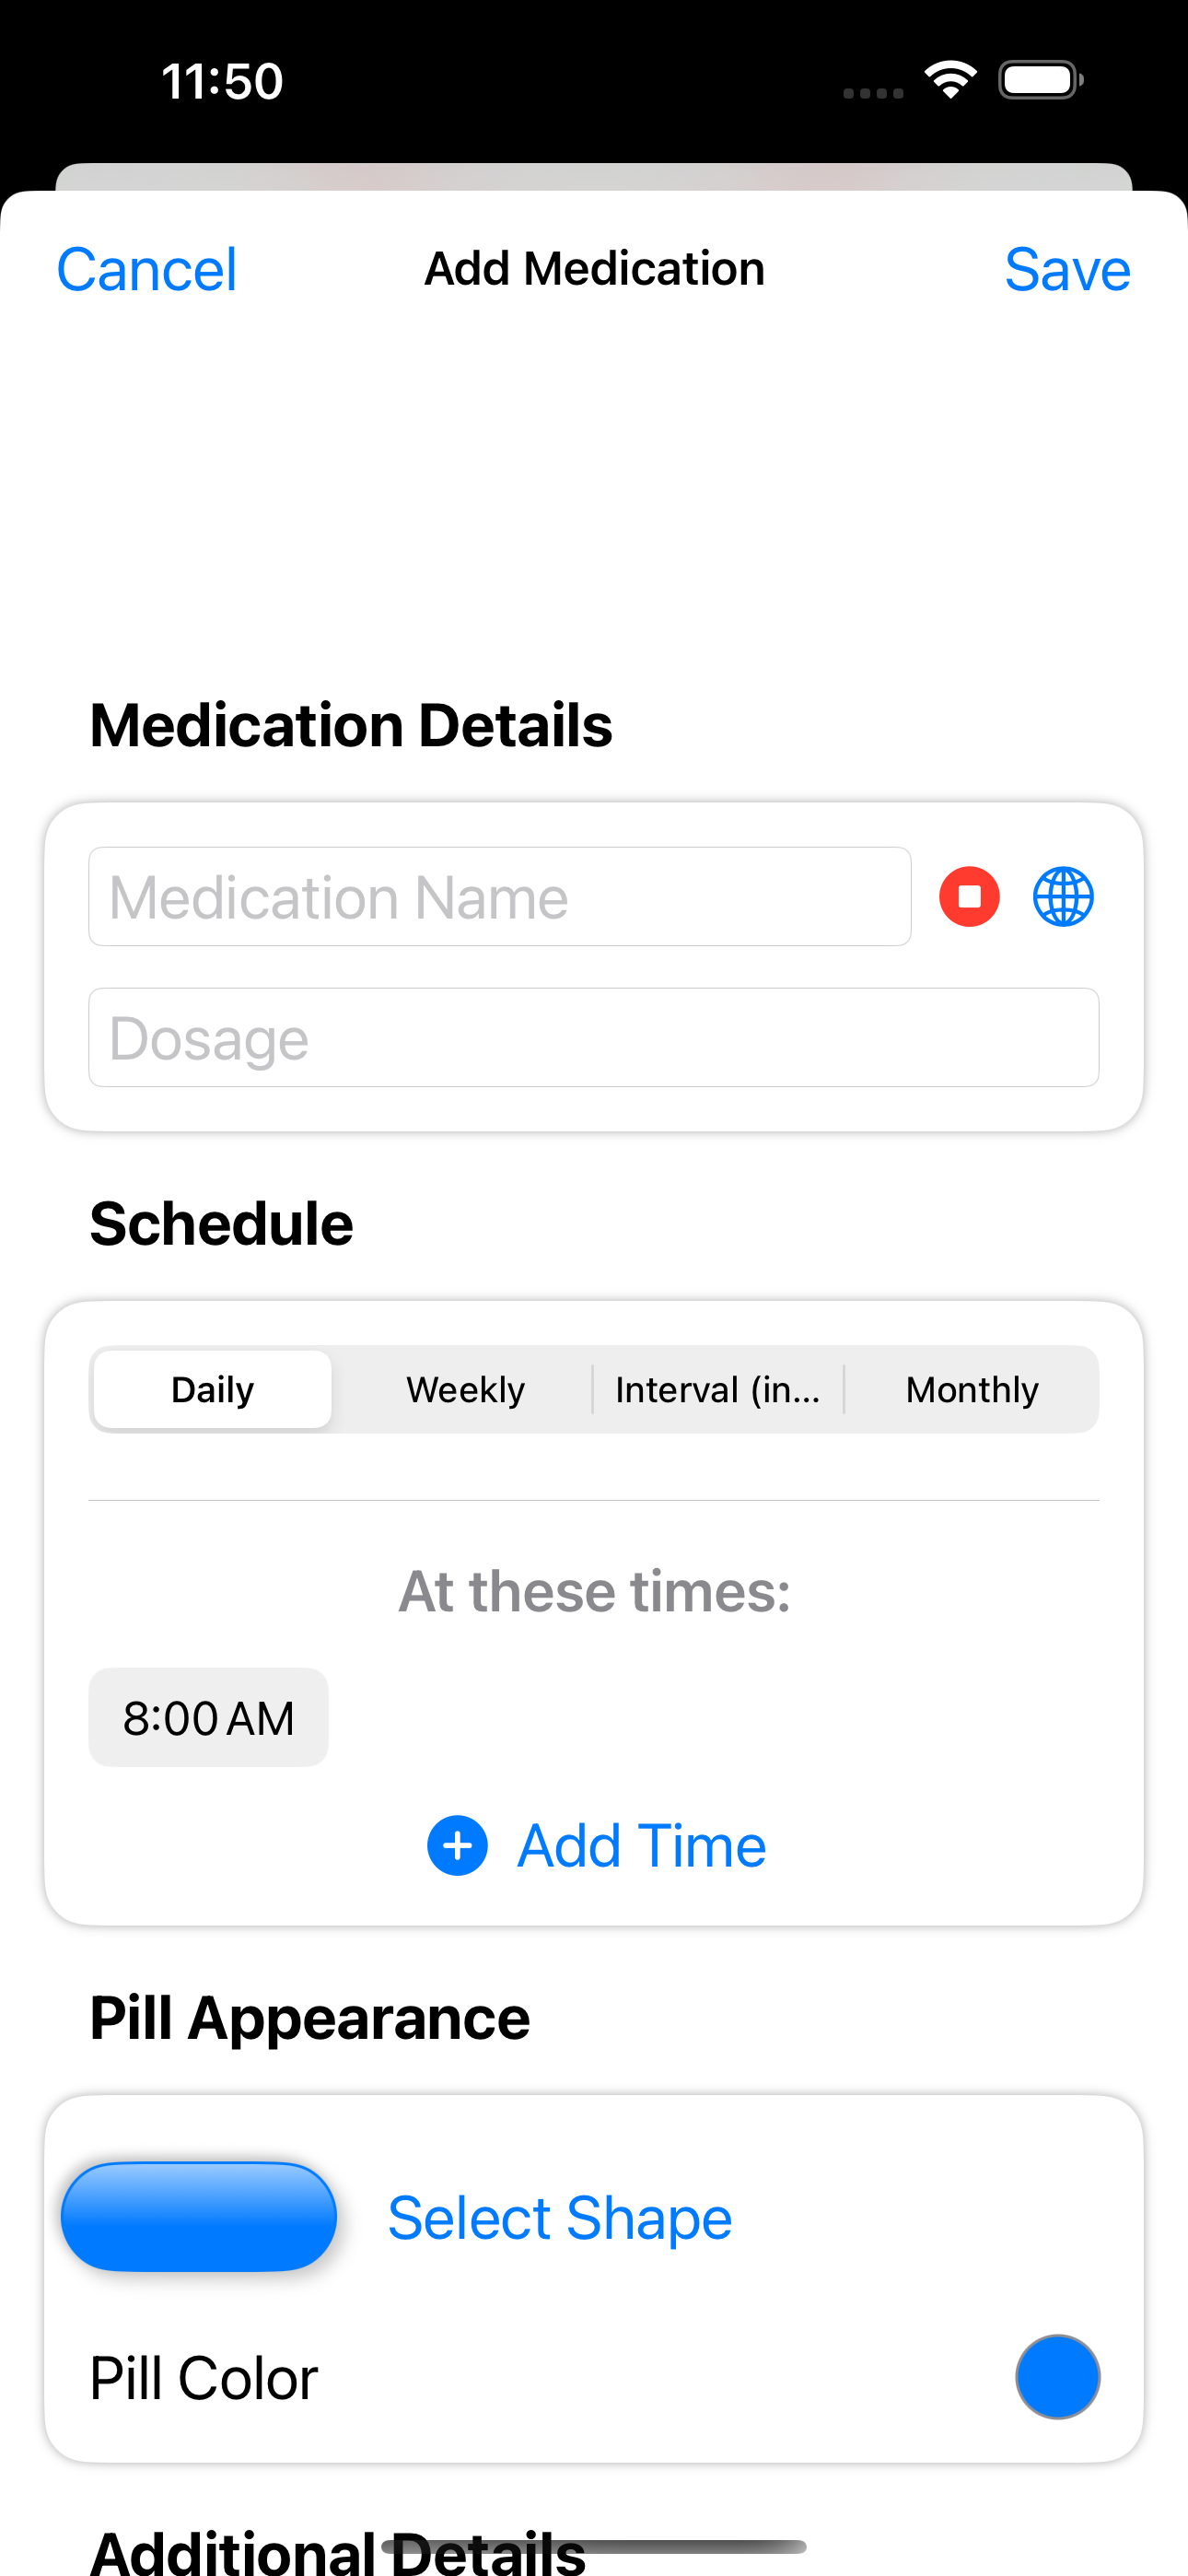 11:50
Cancel Add Medication Save
Medication Details
Medication Name
Dosage
Schedule
Daily Weekly Interval (in... Monthly
At these times:
8:00 AM
Add Time
Pill Appearance
Select Shape
Pill Color
Additional Details